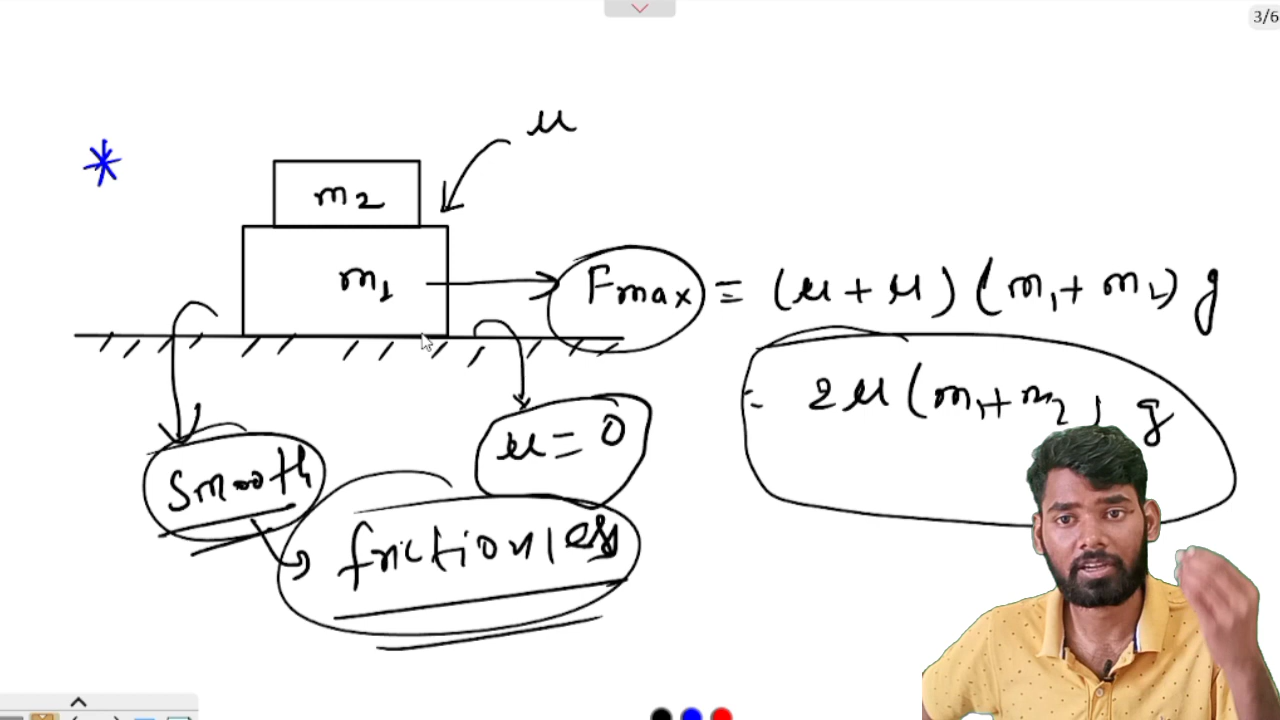 3/6
*
μ
m2
m1
Fmax = (μ + μ) (m1 + m2) g
= 2μ (m1 + m2) g
smooth
μ = 0
frictionless